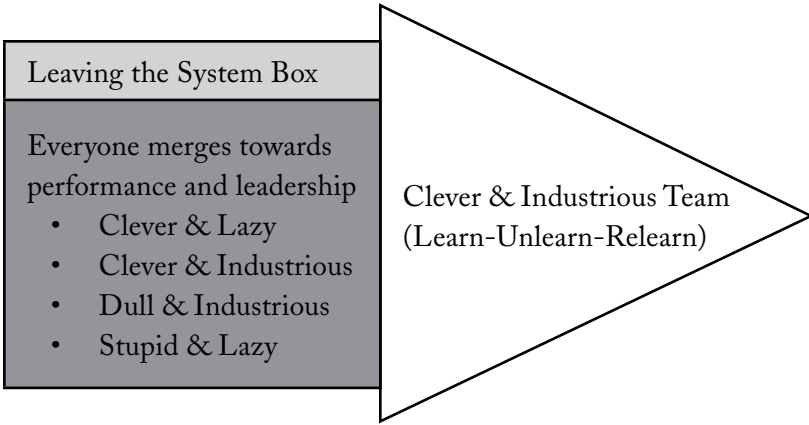 Leaving the System Box
Everyone merges towards
performance and leadership
• Clever & Lazy
• Clever & Industrious
• Dull & Industrious
• Stupid & Lazy
Clever & Industrious Team
(Learn-Unlearn-Relearn)